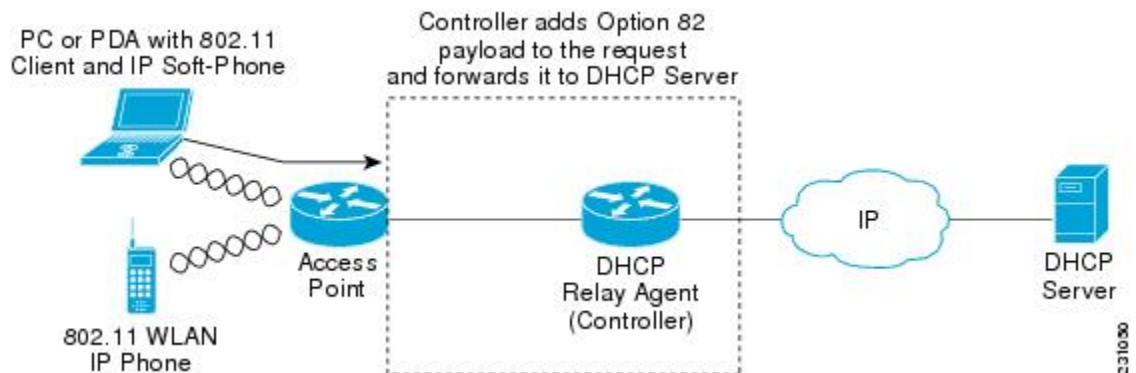 Controller adds Option 82
payload to the request
and forwards it to DHCP Server
PC or PDA with 802.11
Client and IP Soft-Phone
Access
Point
DHCP
Relay Agent
(Controller)
IP
DHCP
Server
802.11 WLAN
IP Phone
231050